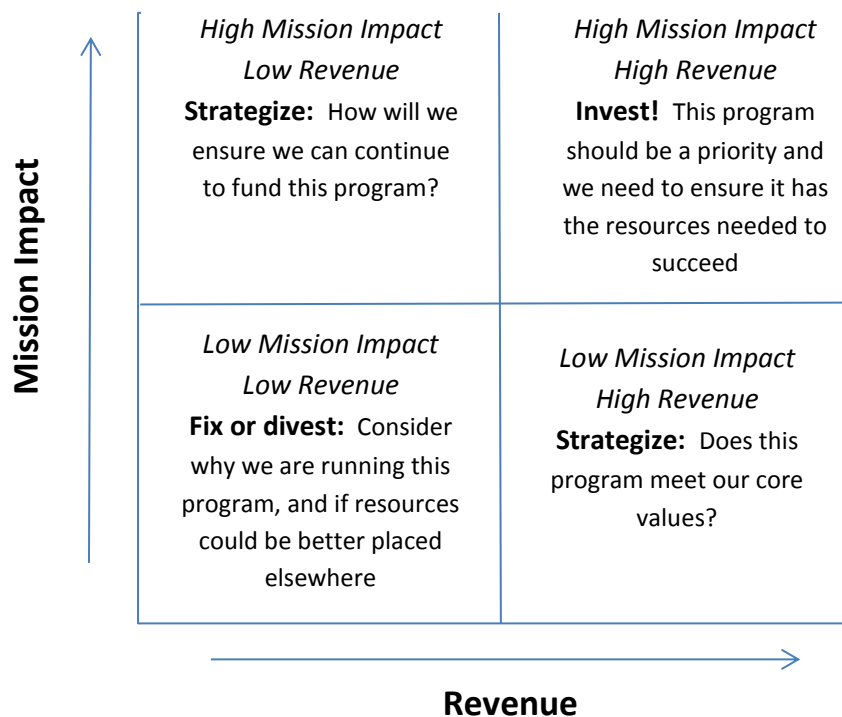 Mission Impact
High Mission Impact
Low Revenue
Strategize: How will we
ensure we can continue
to fund this program?
High Mission Impact
High Revenue
Invest! This program
should be a priority and
we need to ensure it has
the resources needed to
succeed
Low Mission Impact
Low Revenue
Fix or divest: Consider
why we are running this
program, and if resources
could be better placed
elsewhere
Low Mission Impact
High Revenue
Strategize: Does this
program meet our core
values?
Revenue